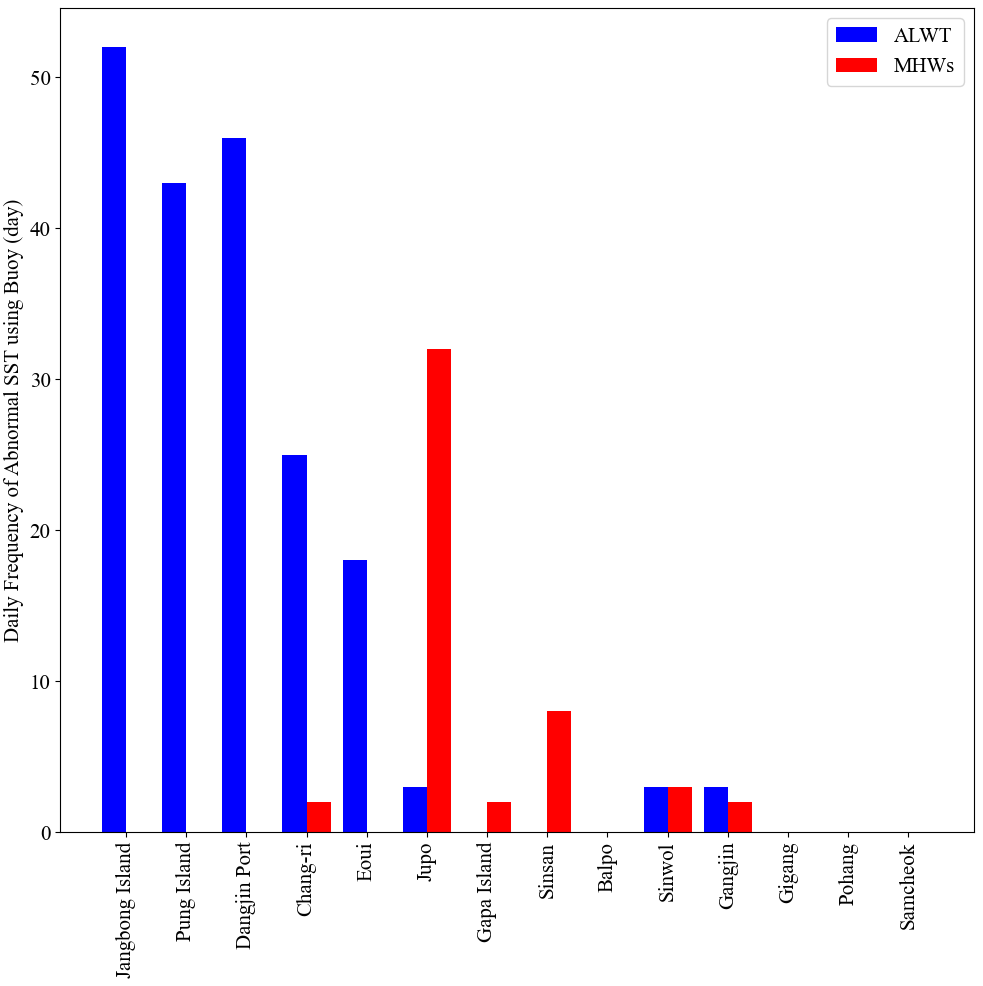 ALWT
MHWs
Daily Frequency of Abnormal SST using Buoy (day)
50
40
30
20
10
0
Jangbong Island
Pung Island
Dangjin Port
Chang-ri
Eoui
Jupo
Gapa Island
Sinsan
Balpo
Sinwol
Gangjin
Gigang
Pohang
Samcheok